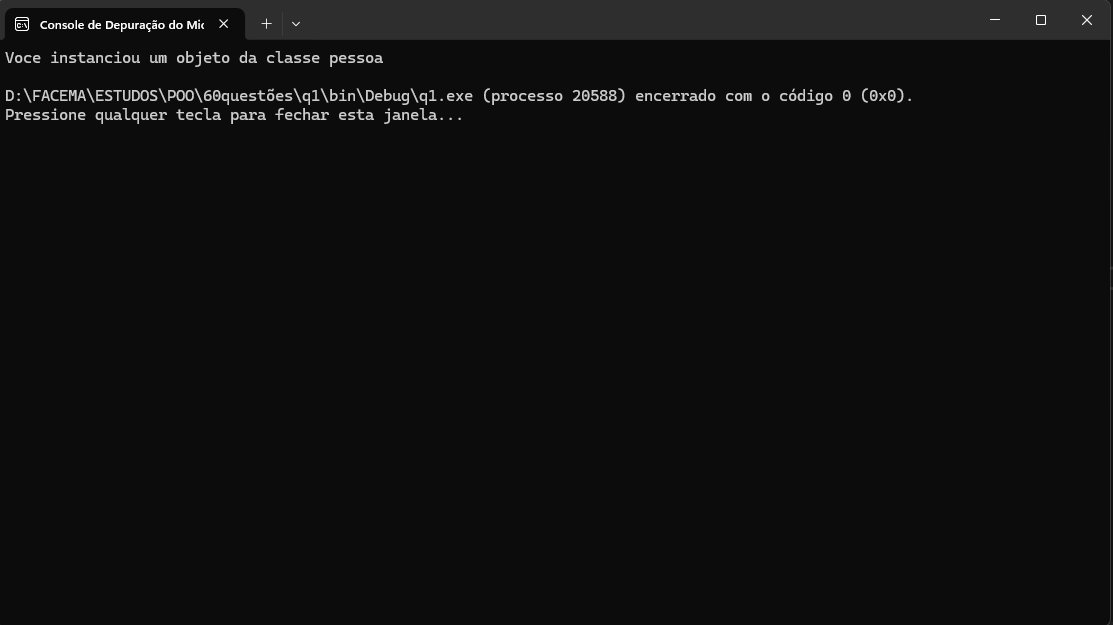 Console de Depuração do Mic
Voce instanciou um objeto da classe pessoa
D:\FACEMA\ESTUDOS\POO\60questões\q1\bin\Debug\q1.exe (processo 20588) encerrado com o código 0 (0x0).
Pressione qualquer tecla para fechar esta janela...